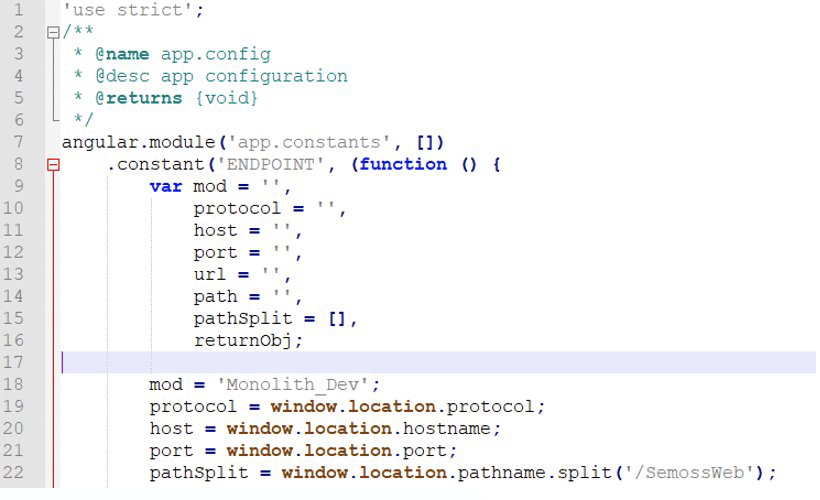 1 'use strict';
2 /**
3  * @name app.config
4  * @desc app configuration
5  * @returns {void}
6  */
7 angular.module('app.constants', [])
8     .constant('ENDPOINT', (function () {
9         var mod = '',
10             protocol = '',
11             host = '',
12             port = '',
13             url = '',
14             path = '',
15             pathSplit = [],
16             returnObj;
17
18         mod = 'Monolith_Dev';
19         protocol = window.location.protocol;
20         host = window.location.hostname;
21         port = window.location.port;
22         pathSplit = window.location.pathname.split('/SemossWeb');